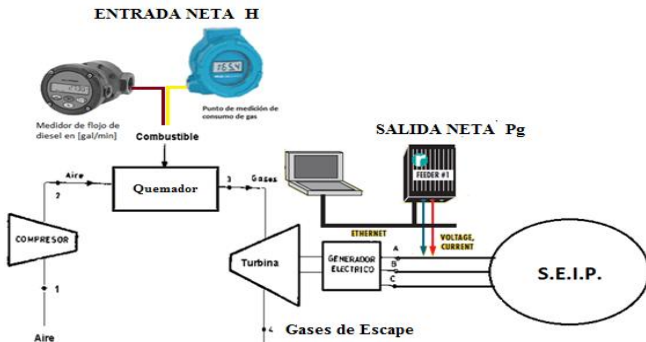 ENTRADA NETA H
165.4
Medidor de flojo de
diesel en [gal/min]
Punto de medición de
consumo de gas
Combustible
SALIDA NETA Pg
FEEDER #1
Aire
2
Quemador
3
Gases
ETHERNET
VOLTAGE,
CURRENT
COMPRESOR
Turbina
GENERADOR
ELECTRICO
A
B
C
S.E.I.P.
1
Aire
4
Gases de Escape